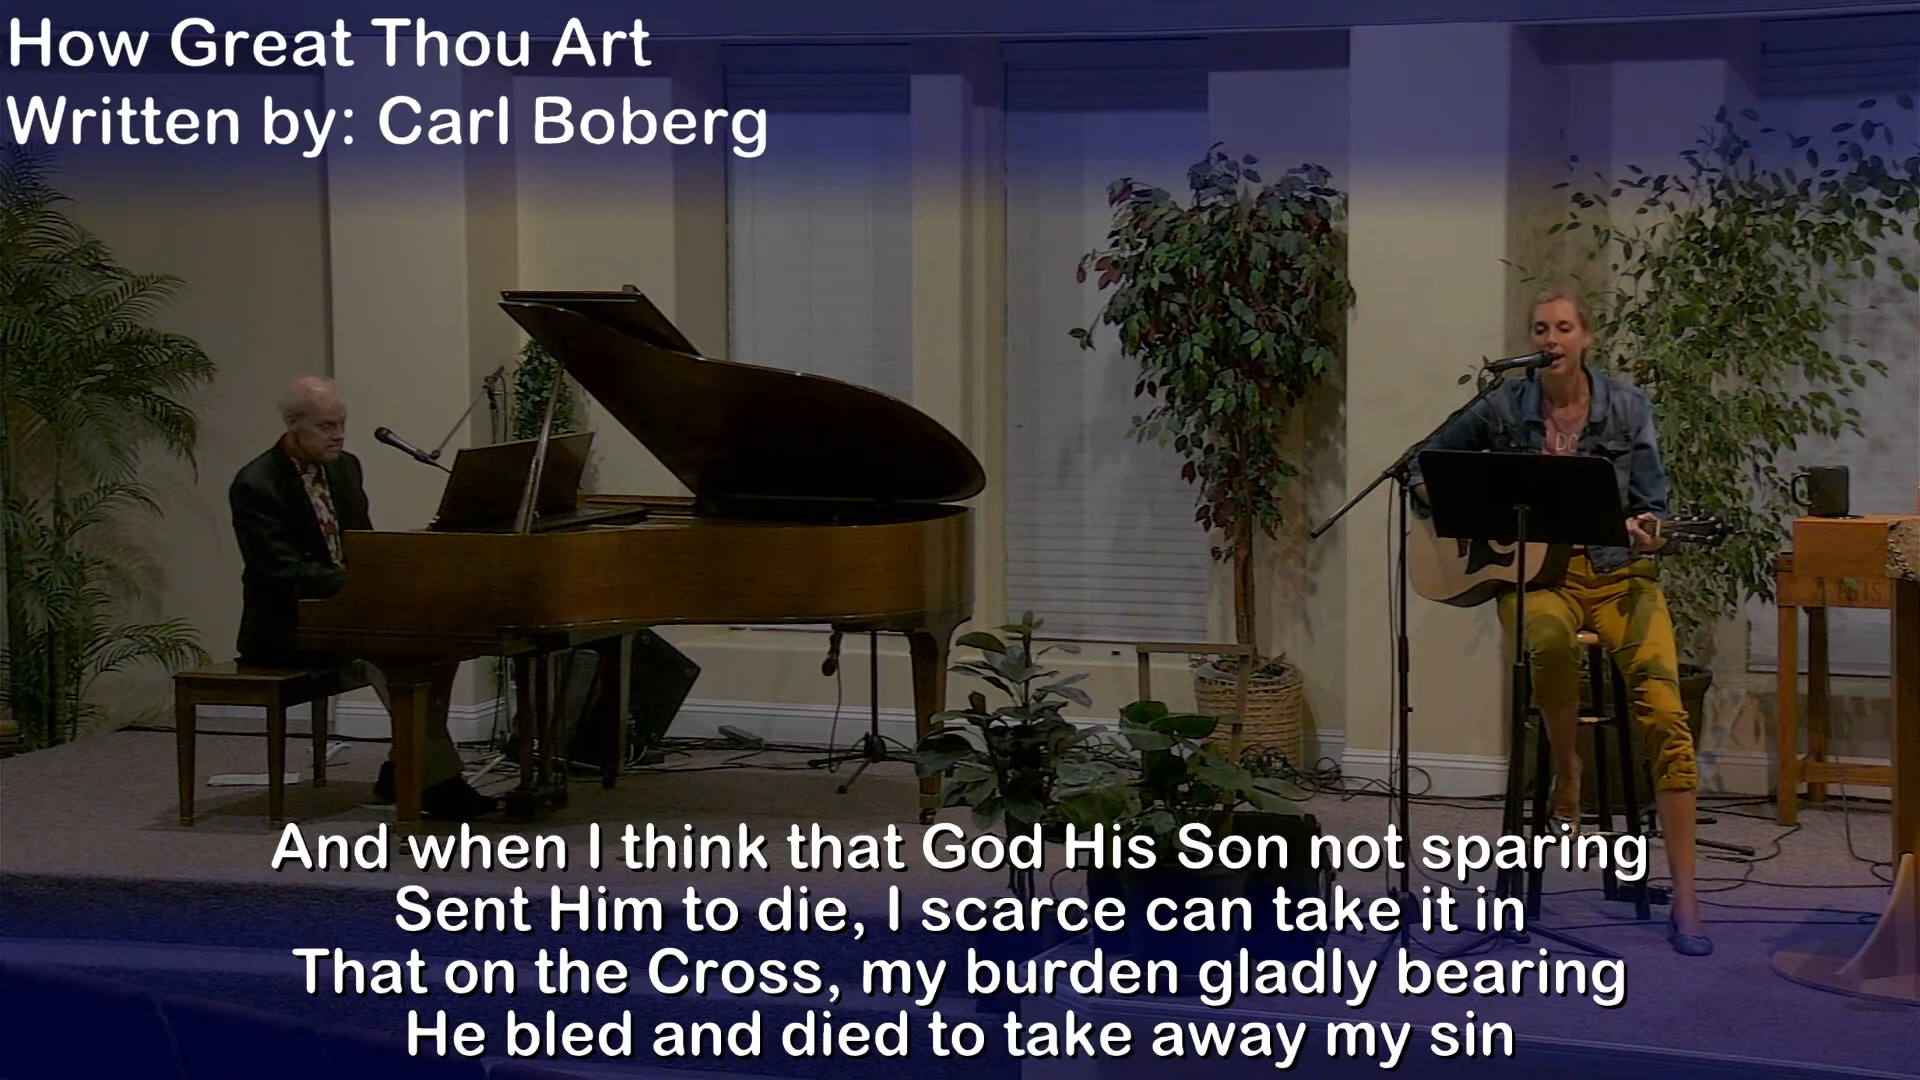 How Great Thou Art
Written by: Carl Boberg
And when I think that God His Son not sparing
Sent Him to die, I scarce can take it in
That on the Cross, my burden gladly bearing
He bled and died to take away my sin